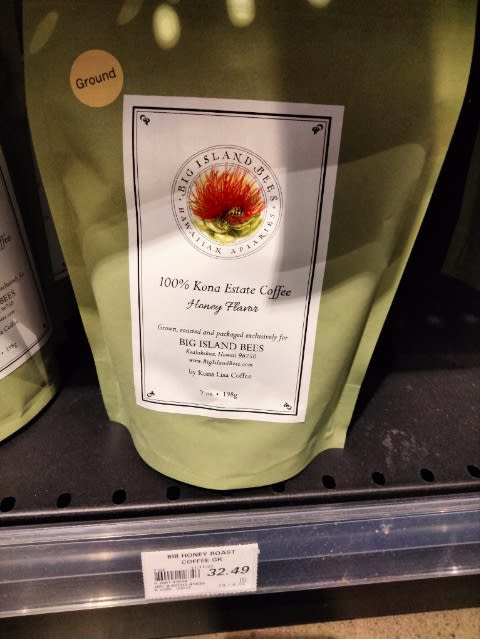 Ground
BIG ISLAND BEES
HAWAIIAN APIARIES
100% Kona Estate Coffee
Honey Flavor
Grown, roasted and packaged exclusively for
BIG ISLAND BEES
Kealakekua, Hawaii 96750
www.BigIslandBees.com
by Kona Lisa Coffee
7 oz • 198g
BIB HONEY ROAST
COFFEE GR
32.49